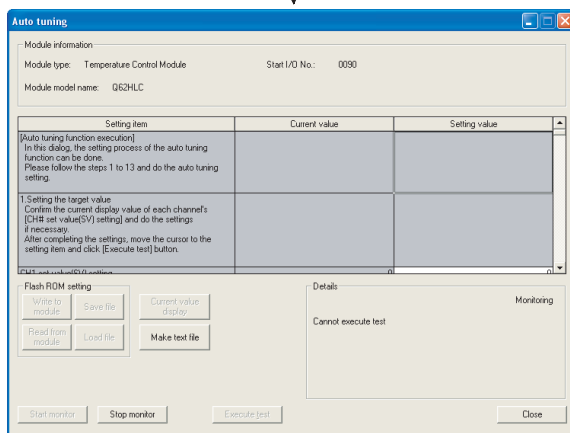 Auto tuning
Module information
Module type: Temperature Control Module Start I/O No.: 0090
Module model name: Q62HLC
Setting item Current value Setting value
[Auto tuning function execution]
In this dialog, the setting process of the auto tuning
function can be done.
Please follow the steps 1 to 13 and do the auto tuning
setting.
1.Setting the target value
Confirm the current display value of each channel's
[CH# set value(SV) setting] and do the settings
if necessary.
After completing the settings, move the cursor to the
setting item and click [Execute test] button.
CH1 set value(SV) setting 0 0
Flash ROM setting
Write to
module
Save file
Current value
display
Read from
module
Load file
Make text file
Details
Monitoring
Cannot execute test
Start monitor Stop monitor Execute test Close